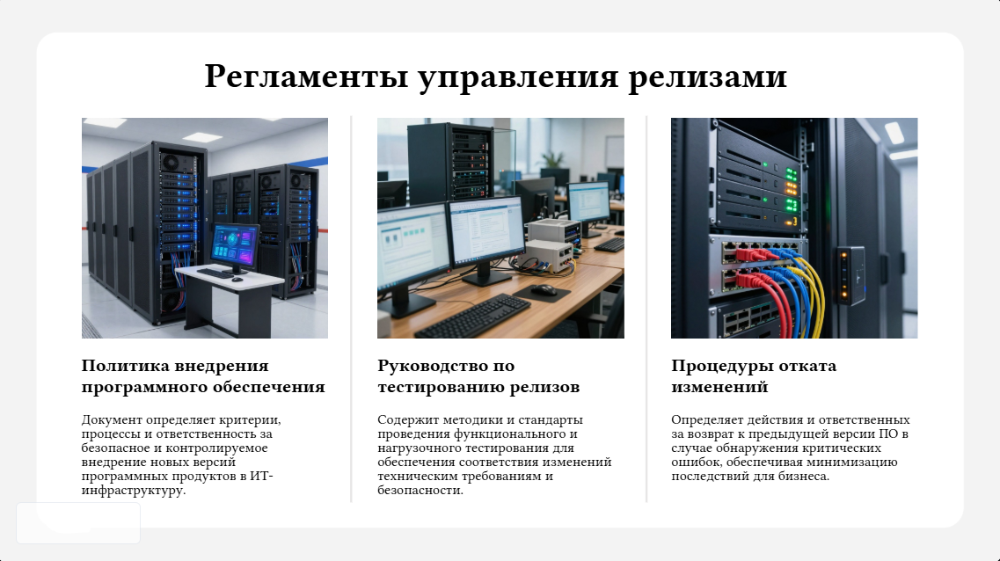 Регламенты управления релизами
Политика внедрения
программного обеспечения
Документ определяет критерии,
процессы и ответственность за
безопасное и контролируемое
внедрение новых версий
программных продуктов в ИТ-
инфраструктуру.
Руководство по
тестированию релизов
Содержит методики и стандарты
проведения функционального и
нагрузочного тестирования для
обеспечения соответствия изменений
техническим требованиям и
безопасности.
Процедуры отката
изменений
Определяет действия и ответственных
за возврат к предыдущей версии ПО в
случае обнаружения критических
ошибок, обеспечивая минимизацию
последствий для бизнеса.